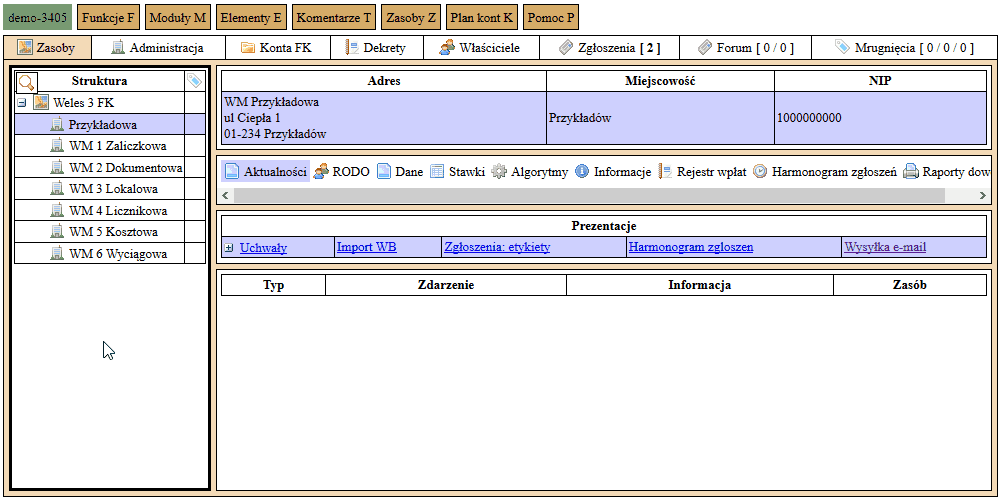 demo-3405 Funkcje F Moduły M Elementy E Komentarze T Zasoby Z Plan kont K Pomoc P
Zasoby Administracja Konta FK Dekrety Właściciele Zgłoszenia [ 2 ] Forum [ 0 / 0 ] Mrugnięcia [ 0 / 0 / 0 ]
Struktura
Weles 3 FK
Przykładowa
WM 1 Zaliczkowa
WM 2 Dokumentowa
WM 3 Lokalowa
WM 4 Licznikowa
WM 5 Kosztowa
WM 6 Wyciągowa
Adres Miejscowość NIP
WM Przykładowa
ul Ciepła 1
01-234 Przykładów
Przykładów
1000000000
Aktualności RODO Dane Stawki Algorytmy Informacje Rejestr wpłat Harmonogram zgłoszeń Raporty dow
Prezentacje
Uchwały Import WB Zgłoszenia: etykiety Harmonogram zgloszen Wysyłka e-mail
Typ Zdarzenie Informacja Zasób